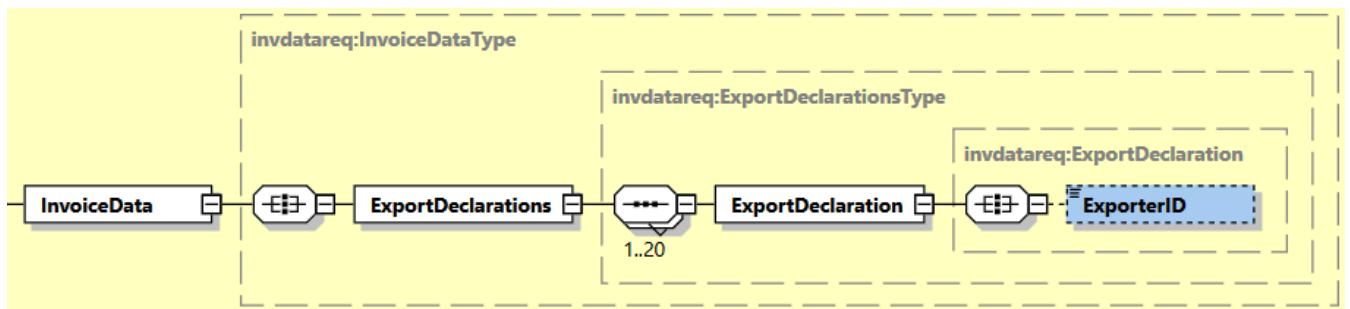 invdatareq:InvoiceDataType
invdatareq:ExportDeclarationsType
invdatareq:ExportDeclaration
InvoiceData
ExportDeclarations
ExportDeclaration
ExporterID
1..20